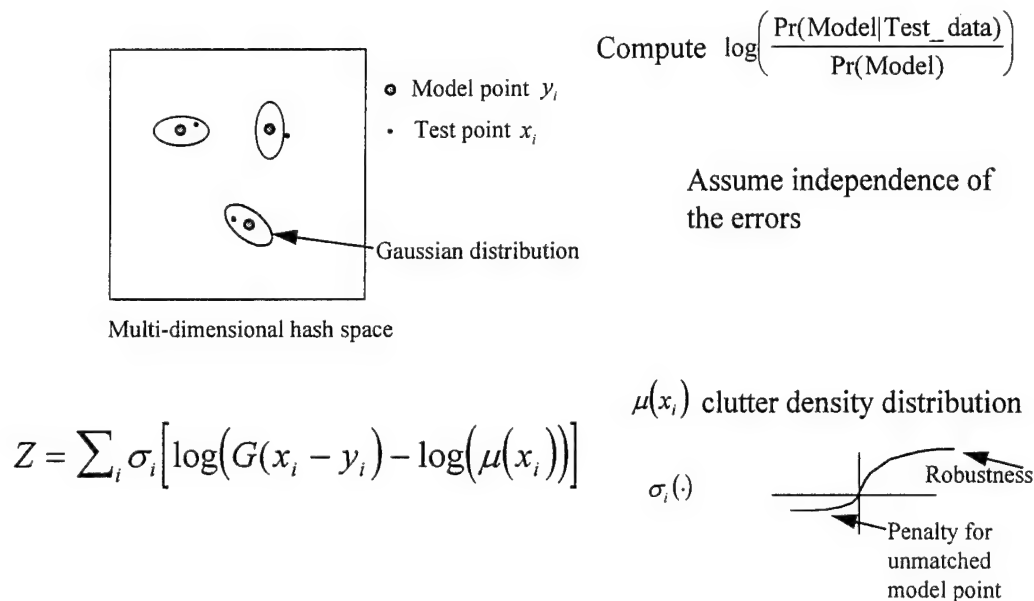 Compute log(Pr(Model|Test_data)/Pr(Model))
Model point y_i
Test point x_i
Assume independence of
the errors
Gaussian distribution
Multi-dimensional hash space
Z = ∑_i σ_i[log(G(x_i − y_i) − log(μ(x_i))]
μ(x_i) clutter density distribution
σ_i(·)
Robustness
Penalty for
unmatched
model point